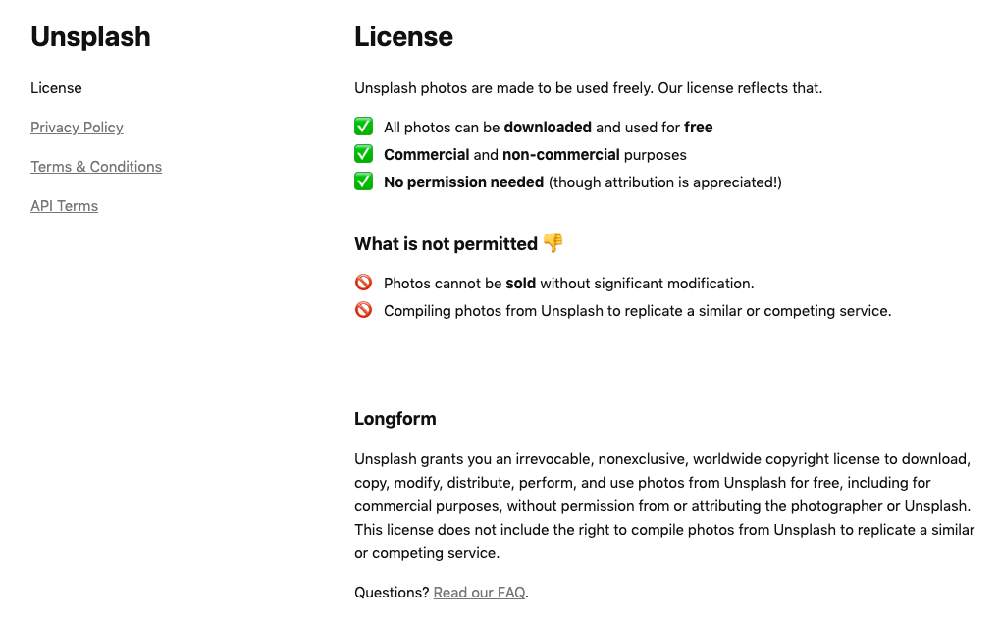 Unsplash
License
Privacy Policy
Terms & Conditions
API Terms
License
Unsplash photos are made to be used freely. Our license reflects that.
✅ All photos can be downloaded and used for free
✅ Commercial and non-commercial purposes
✅ No permission needed (though attribution is appreciated!)
What is not permitted 👎
🚫 Photos cannot be sold without significant modification.
🚫 Compiling photos from Unsplash to replicate a similar or competing service.
Longform
Unsplash grants you an irrevocable, nonexclusive, worldwide copyright license to download,
copy, modify, distribute, perform, and use photos from Unsplash for free, including for
commercial purposes, without permission from or attributing the photographer or Unsplash.
This license does not include the right to compile photos from Unsplash to replicate a similar
or competing service.
Questions? Read our FAQ.